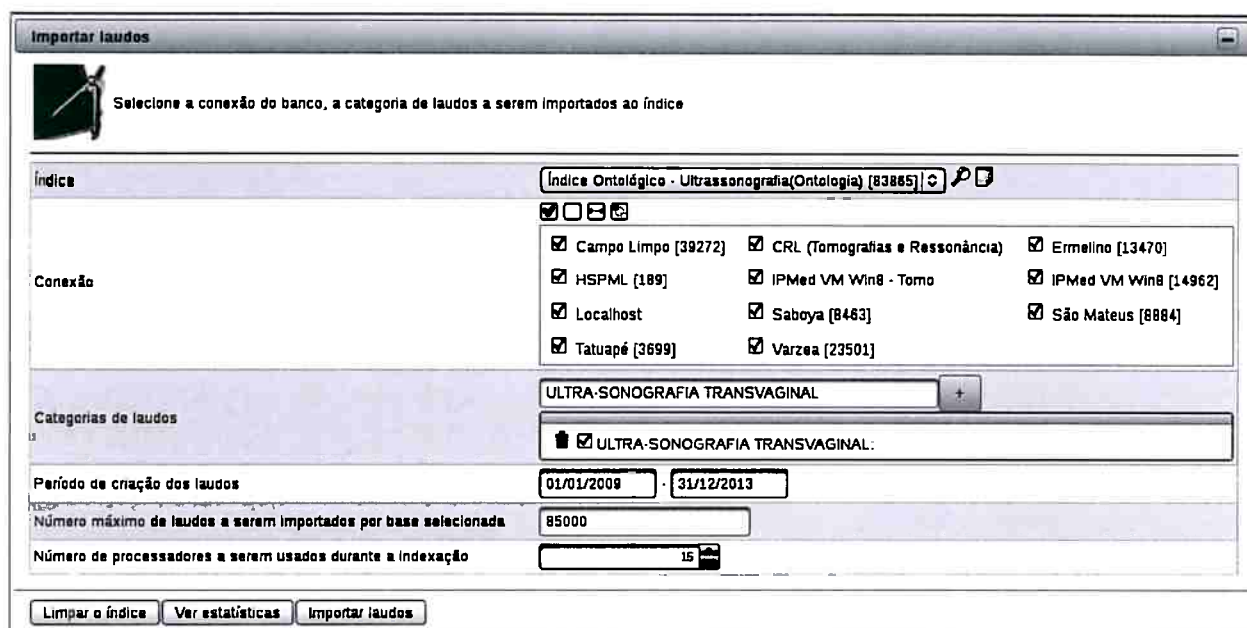 Importar laudos
Selecione a conexão do banco, a categoria de laudos a serem importados ao índice
Índice
Índice Ontológico - Ultrassonografia(Ontologia) [83865]
Conexão
Campo Limpo [39272] CRL (Tomografias e Ressonância) Ermelino [13470]
HSPML [189] IPMed VM Win8 - Tomo IPMed VM Win8 [14962]
Localhost Saboya [8463] São Mateus [8884]
Tatuapé [3699] Varzea [23501]
Categorias de laudos
ULTRA-SONOGRAFIA TRANSVAGINAL +
ULTRA-SONOGRAFIA TRANSVAGINAL:
Período de criação dos laudos 01/01/2009 - 31/12/2013
Número máximo de laudos a serem importados por base selecionada 85000
Número de processadores a serem usados durante a indexação 15
Limpar o índice Ver estatísticas Importar laudos